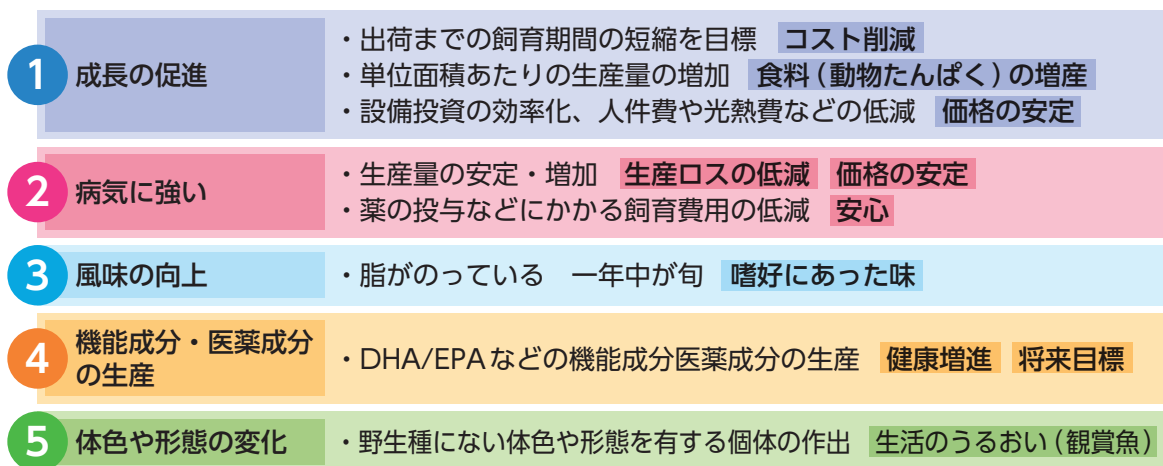 1 成長の促進
・出荷までの飼育期間の短縮を目標 コスト削減
・単位面積あたりの生産量の増加 食料(動物たんぱく)の増産
・設備投資の効率化、人件費や光熱費などの低減 価格の安定
2 病気に強い
・生産量の安定・増加 生産ロスの低減 価格の安定
・薬の投与などにかかる飼育費用の低減 安心
3 風味の向上
・脂がのっている 一年中が旬 嗜好にあった味
4 機能成分・医薬成分
の生産
・DHA/EPAなどの機能成分医薬成分の生産 健康増進 将来目標
5 体色や形態の変化
・野生種にない体色や形態を有する個体の作出 生活のうるおい(観賞魚)